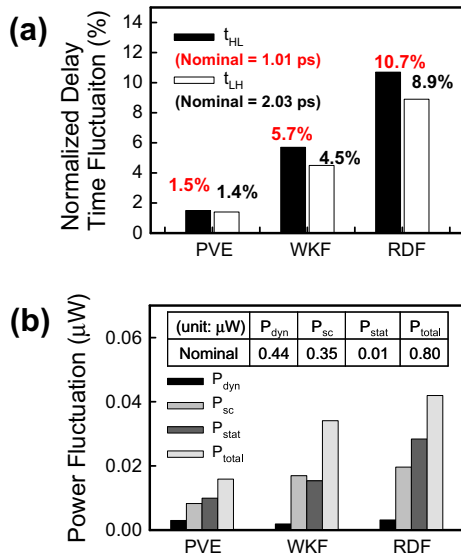 (a)
Normalized Delay
Time Fluctuaiton (%)
14
12
10
8
6
4
2
0
t_HL
(Nominal = 1.01 ps)
t_LH
(Nominal = 2.03 ps)
1.5%
1.4%
5.7%
4.5%
10.7%
8.9%
PVE WKF RDF
(b)
Power Fluctuation (μW)
0.06
0.04
0.02
0.00
(unit: μW) P_dyn P_sc P_stat P_total
Nominal 0.44 0.35 0.01 0.80
P_dyn
P_sc
P_stat
P_total
PVE WKF RDF